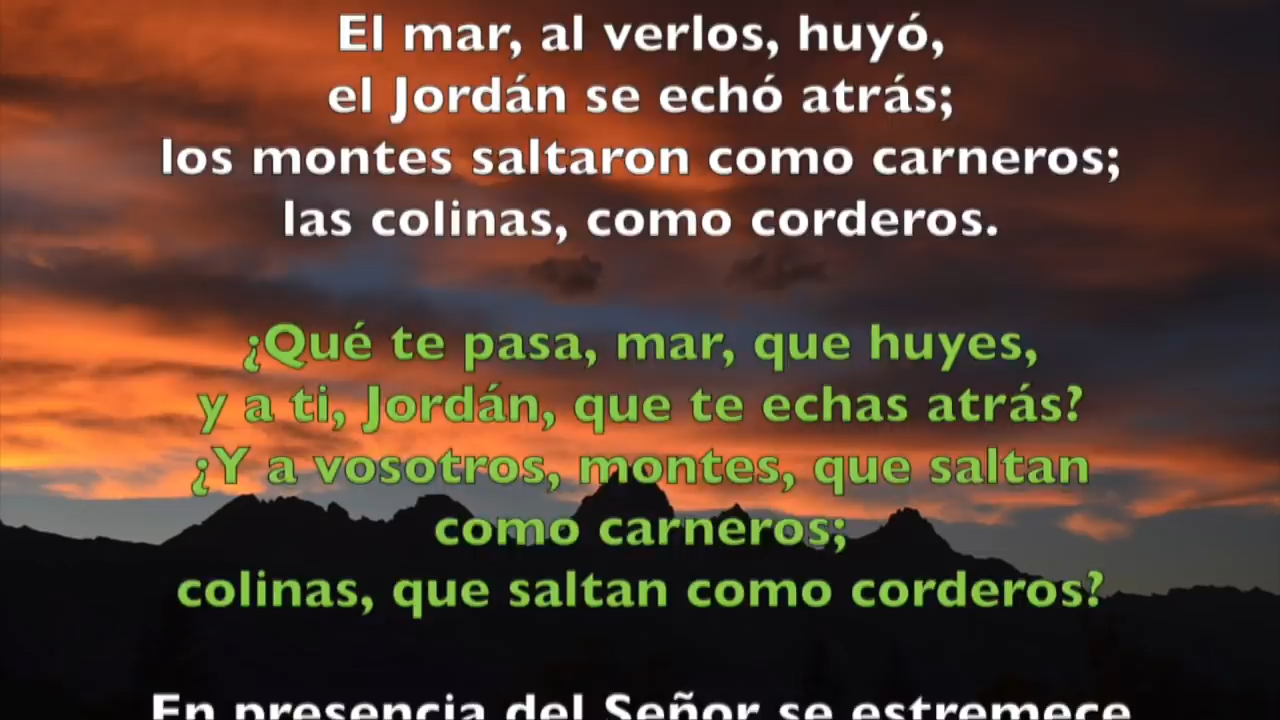 El mar, al verlos, huyó,
el Jordán se echó atrás;
los montes saltaron como carneros;
las colinas, como corderos.
¿Qué te pasa, mar, que huyes,
y a ti, Jordán, que te echas atrás?
¿Y a vosotros, montes, que saltan
como carneros;
colinas, que saltan como corderos?
En presencia del Señor se estremece